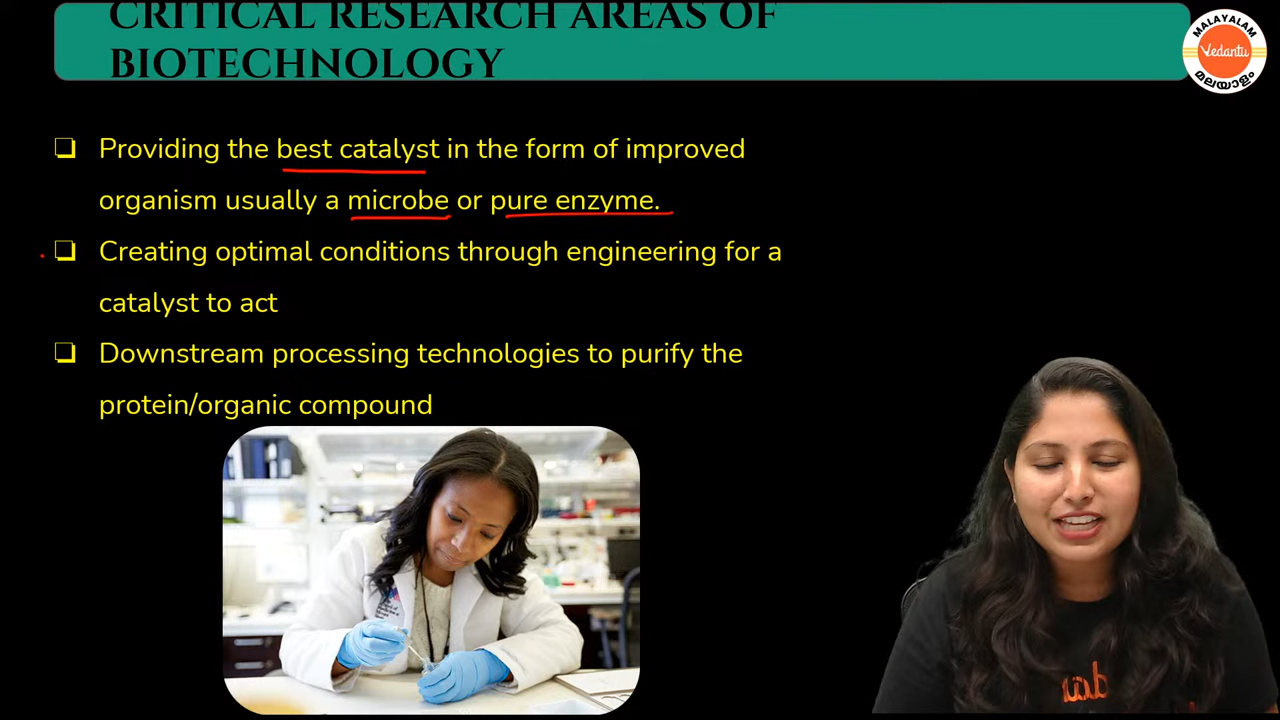 CRITICAL RESEARCH AREAS OF
BIOTECHNOLOGY
MALAYALAM
Vedantu
മലയാളം
❏ Providing the best catalyst in the form of improved
organism usually a microbe or pure enzyme.
❏ Creating optimal conditions through engineering for a
catalyst to act
❏ Downstream processing technologies to purify the
protein/organic compound